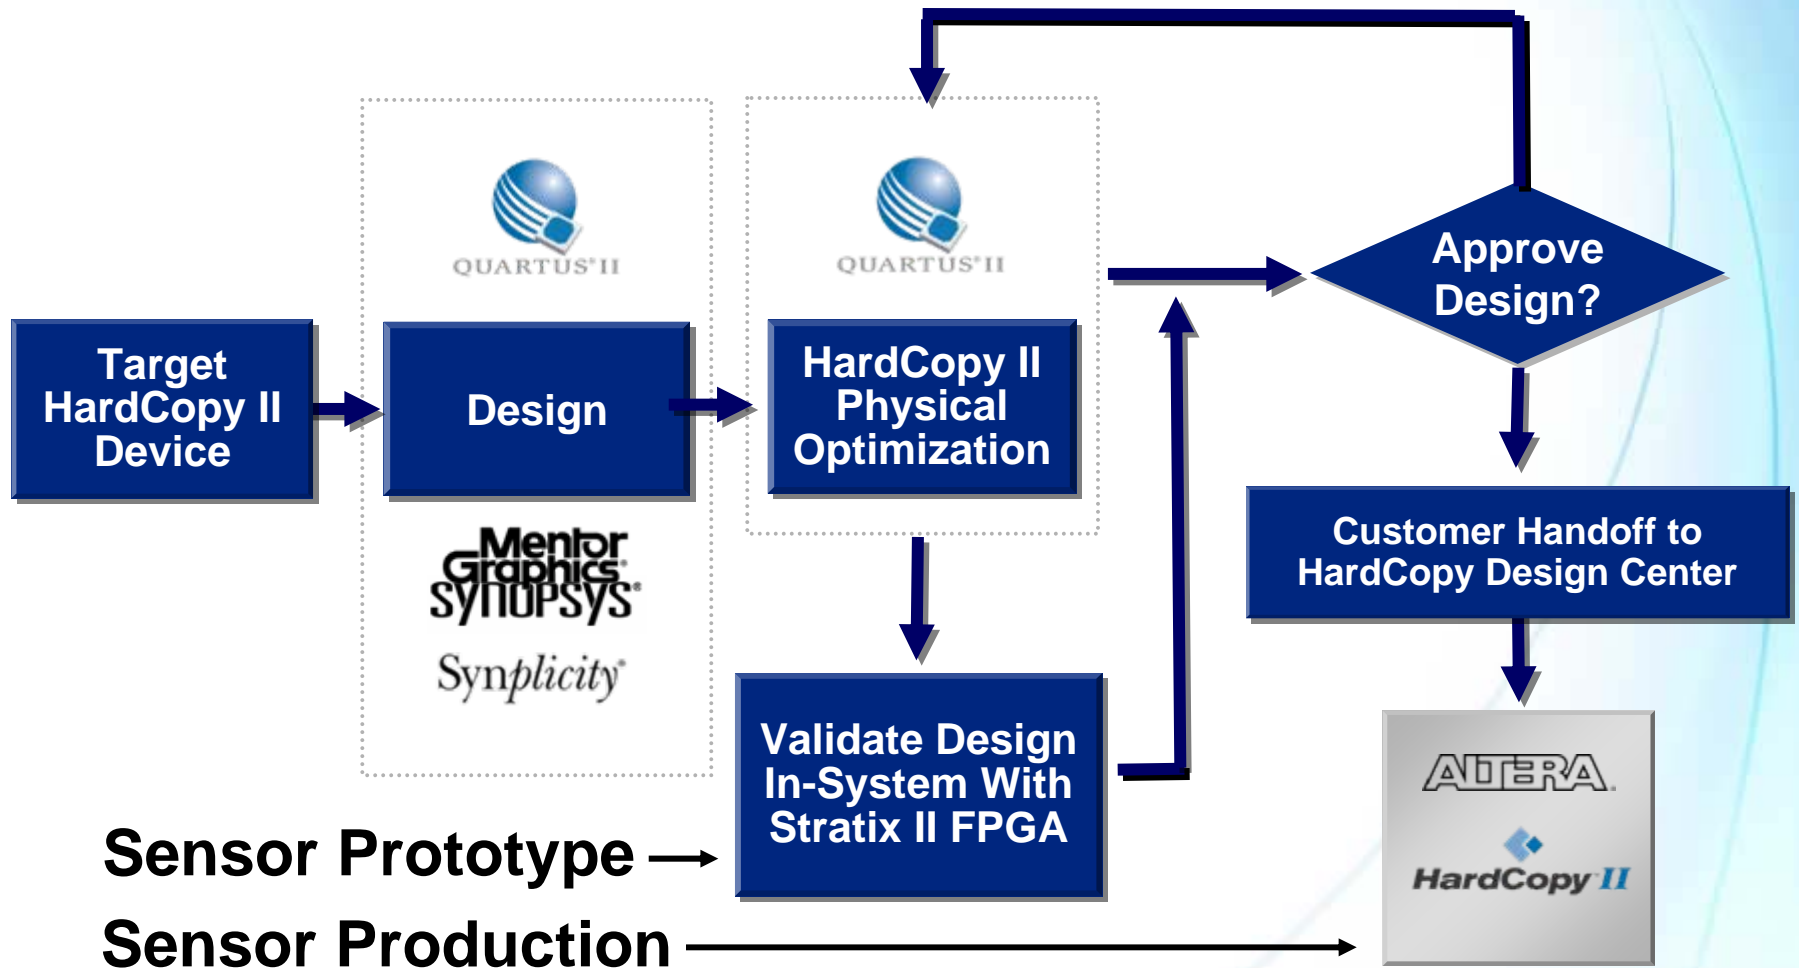 QUARTUS® II
QUARTUS® II
Approve
Design?
Target
HardCopy II
Device
Design
HardCopy II
Physical
Optimization
Mentor
Graphics®
SYNOPSYS®
Synplicity®
Customer Handoff to
HardCopy Design Center
Validate Design
In-System With
Stratix II FPGA
ALTERA®
HardCopy II
Sensor Prototype
Sensor Production